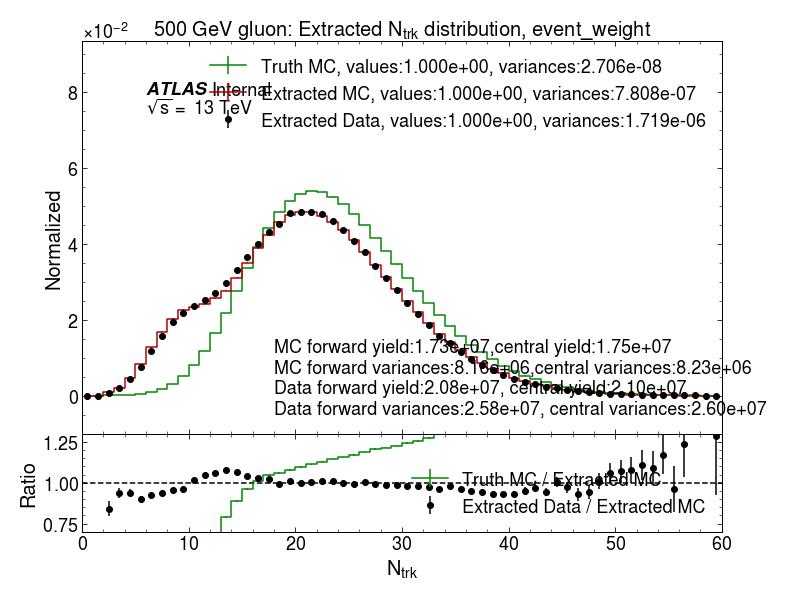 ×10⁻² 500 GeV gluon: Extracted Nₜᵣₖ distribution, event_weight
Truth MC, values:1.000e+00, variances:2.706e-08
ATLAS Internal
Extracted MC, values:1.000e+00, variances:7.808e-07
√s = 13 TeV
Extracted Data, values:1.000e+00, variances:1.719e-06
8
6
4
2
0
Normalized
MC forward yield:1.73e+07,central yield:1.75e+07
MC forward variances:8.16e+06,central variances:8.23e+06
Data forward yield:2.08e+07, central yield:2.10e+07
Data forward variances:2.58e+07, central variances:2.60e+07
1.25
1.00
0.75
Ratio
Truth MC / Extracted MC
Extracted Data / Extracted MC
0 10 20 30 40 50 60
Nₜᵣₖ